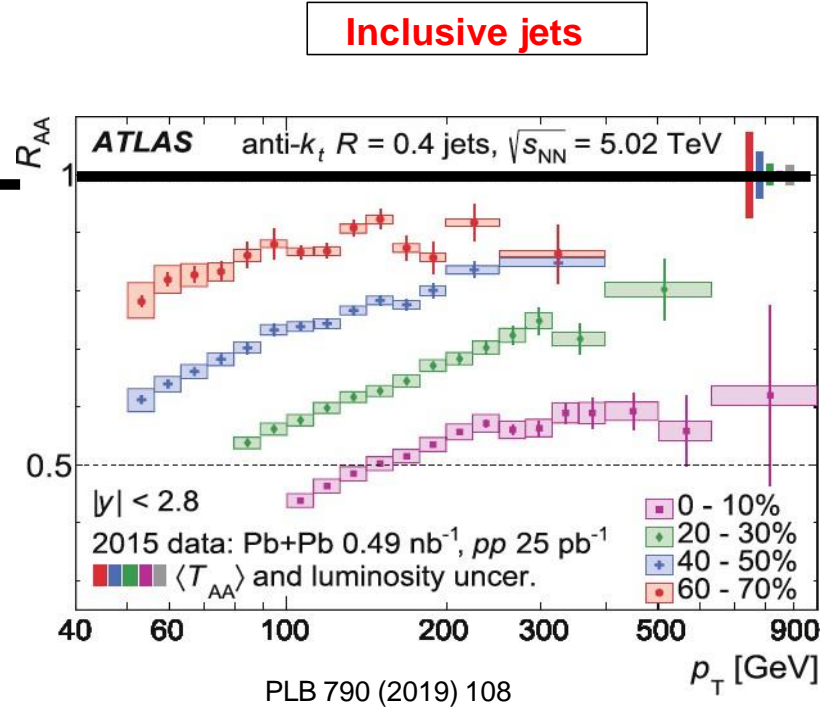 Inclusive jets
R_AA
ATLAS anti-k_t R = 0.4 jets, √s_NN = 5.02 TeV
1
0.5
|y| < 2.8
2015 data: Pb+Pb 0.49 nb⁻¹, pp 25 pb⁻¹
⟨T_AA⟩ and luminosity uncer.
0 - 10%
20 - 30%
40 - 50%
60 - 70%
40 60 100 200 300 500 900
p_T [GeV]
PLB 790 (2019) 108